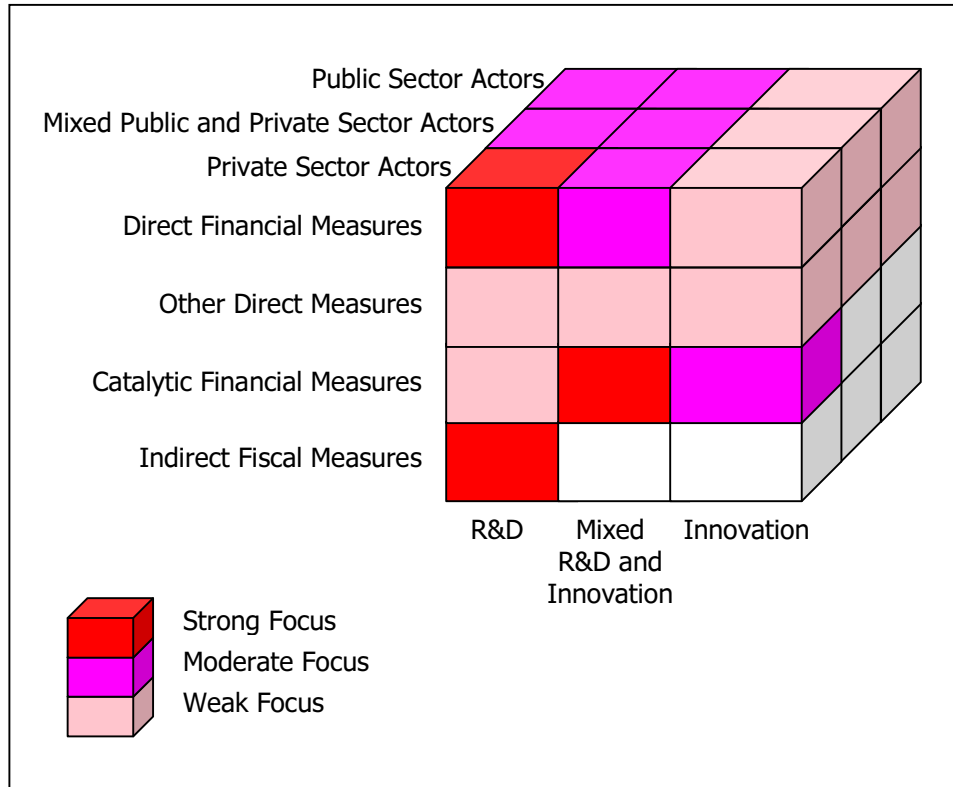 Public Sector Actors
Mixed Public and Private Sector Actors
Private Sector Actors
Direct Financial Measures
Other Direct Measures
Catalytic Financial Measures
Indirect Fiscal Measures
R&D
Mixed
R&D and
Innovation
Innovation
Strong Focus
Moderate Focus
Weak Focus